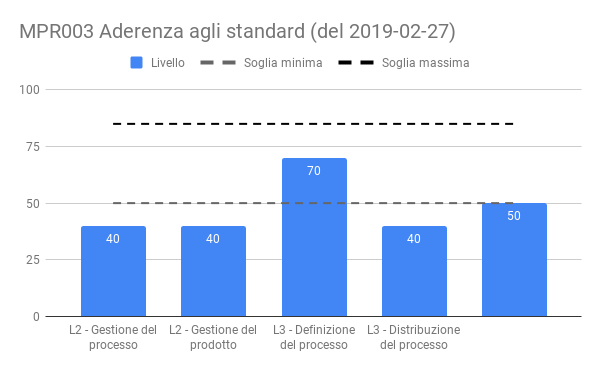 MPR003 Aderenza agli standard (del 2019-02-27)
Livello Soglia minima Soglia massima
100
75
50
25
0
40 40 70 40 50
L2 - Gestione del L2 - Gestione del L3 - Definizione L3 - Distribuzione
processo prodotto del processo del processo